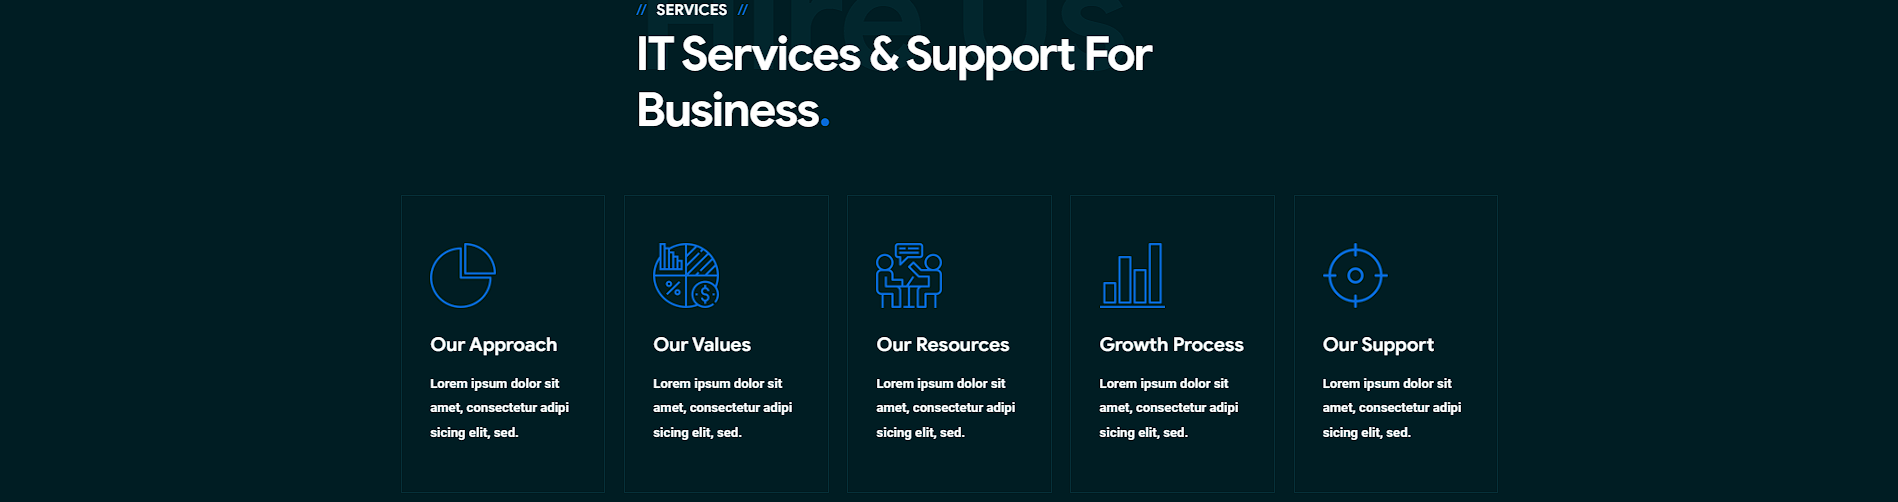 Hire Us
// SERVICES //
IT Services & Support For
Business.
%
$
Our Approach
Lorem ipsum dolor sit
amet, consectetur adipi
sicing elit, sed.
Our Values
Lorem ipsum dolor sit
amet, consectetur adipi
sicing elit, sed.
Our Resources
Lorem ipsum dolor sit
amet, consectetur adipi
sicing elit, sed.
Growth Process
Lorem ipsum dolor sit
amet, consectetur adipi
sicing elit, sed.
Our Support
Lorem ipsum dolor sit
amet, consectetur adipi
sicing elit, sed.